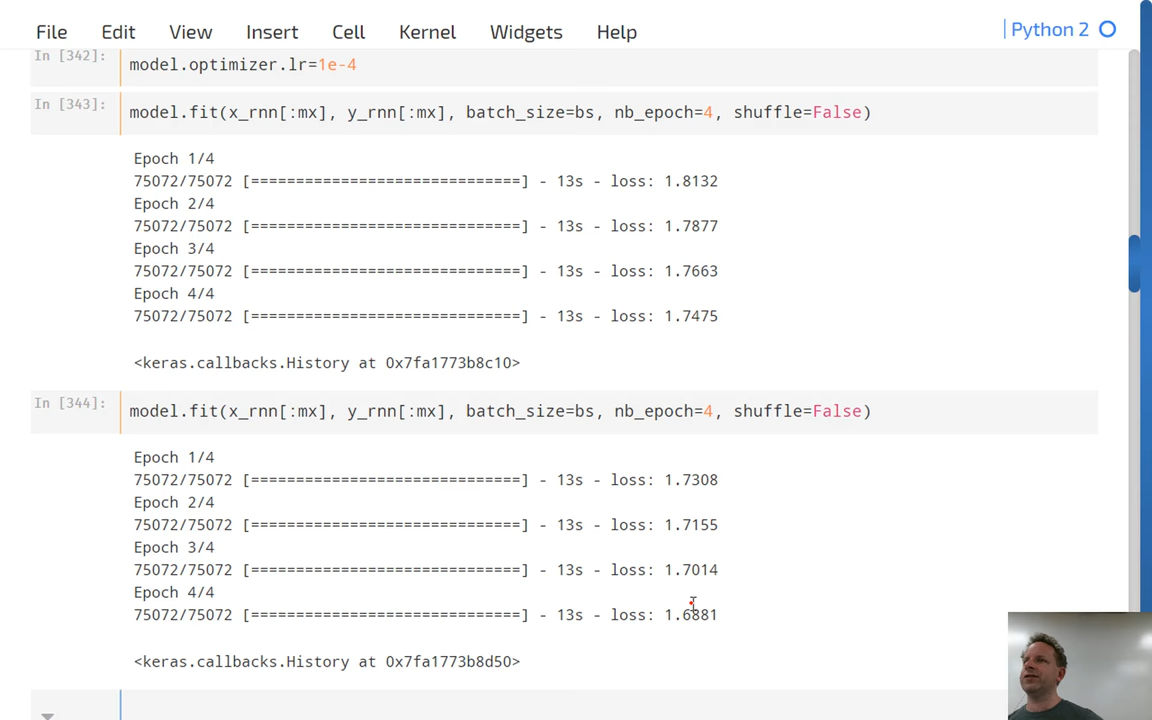 File Edit View Insert Cell Kernel Widgets Help Python 2
In [342]: model.optimizer.lr=1e-4
In [343]: model.fit(x_rnn[:mx], y_rnn[:mx], batch_size=bs, nb_epoch=4, shuffle=False)
Epoch 1/4
75072/75072 [==============================] - 13s - loss: 1.8132
Epoch 2/4
75072/75072 [==============================] - 13s - loss: 1.7877
Epoch 3/4
75072/75072 [==============================] - 13s - loss: 1.7663
Epoch 4/4
75072/75072 [==============================] - 13s - loss: 1.7475
<keras.callbacks.History at 0x7fa1773b8c10>
In [344]: model.fit(x_rnn[:mx], y_rnn[:mx], batch_size=bs, nb_epoch=4, shuffle=False)
Epoch 1/4
75072/75072 [==============================] - 13s - loss: 1.7308
Epoch 2/4
75072/75072 [==============================] - 13s - loss: 1.7155
Epoch 3/4
75072/75072 [==============================] - 13s - loss: 1.7014
Epoch 4/4
75072/75072 [==============================] - 13s - loss: 1.6881
<keras.callbacks.History at 0x7fa1773b8d50>